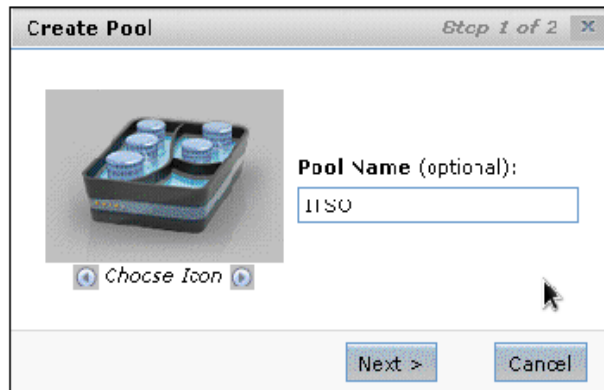 Create Pool Step 1 of 2
Pool Name (optional):
ITSO
Choose Icon
Next >
Cancel